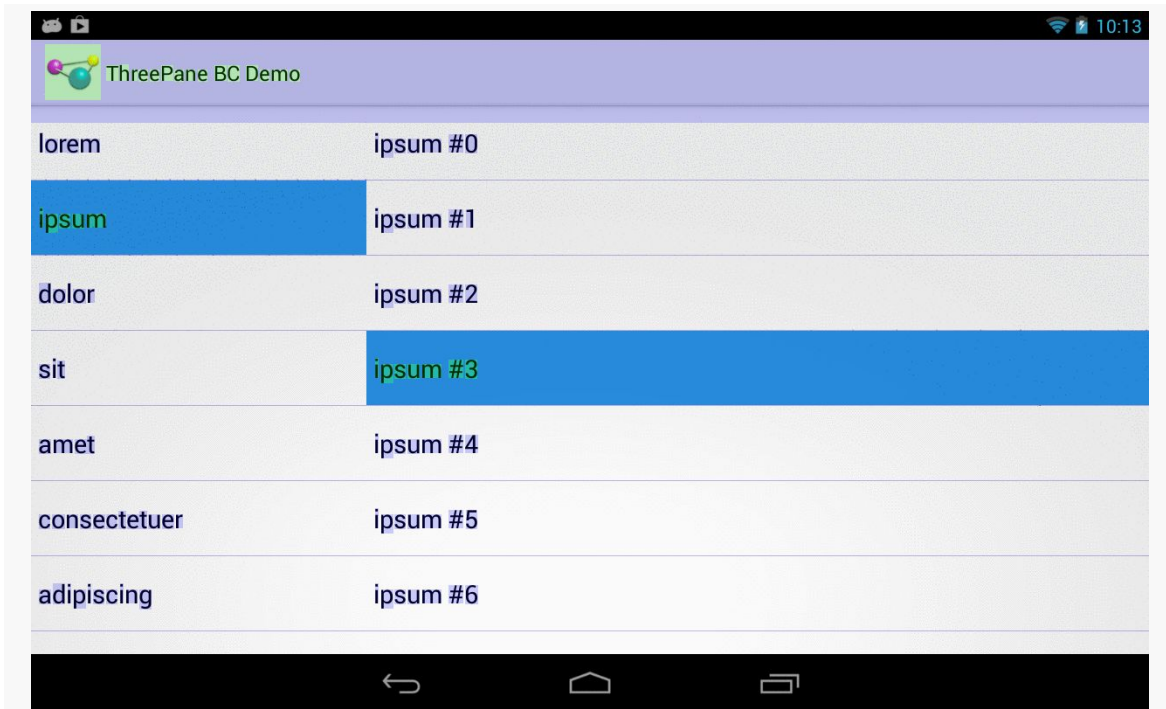 10:13
ThreePane BC Demo
lorem
ipsum #0
ipsum
ipsum #1
dolor
ipsum #2
sit
ipsum #3
amet
ipsum #4
consectetuer
ipsum #5
adipiscing
ipsum #6